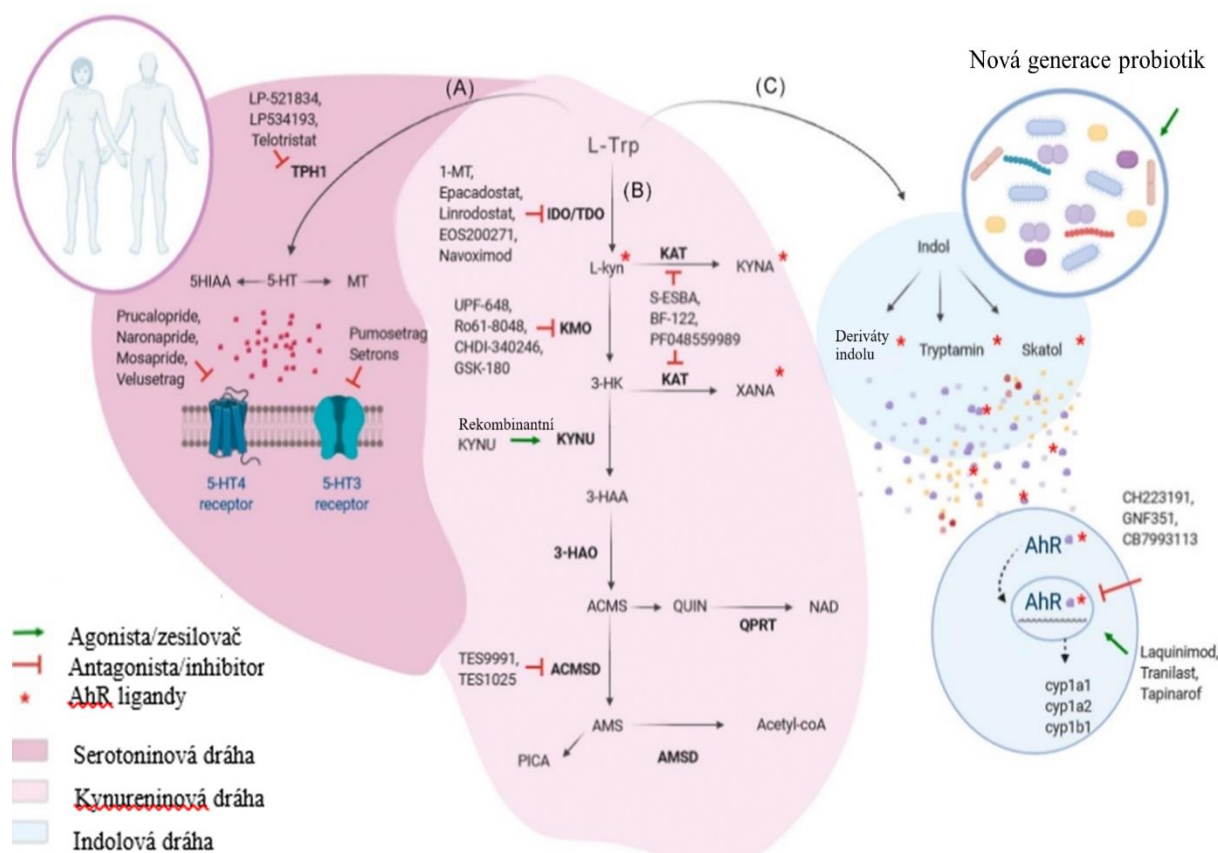 Nová generace probiotik
(A)
(C)
LP-521834,
LP534193,
Telotristat
TPH1
L-Trp
(B)
1-MT,
Epacadostat,
Linrodostat,
EOS200271,
Navoximod
IDO/TDO
L-kyn
KAT
KYNA
5HIAA
5-HT
MT
Prucalopride,
Naronapride,
Mosapride,
Velusetrag
Pumosetrag
Setrons
5-HT4
receptor
5-HT3
receptor
UPF-648,
Ro61-8048,
CHDI-340246,
GSK-180
KMO
S-ESBA,
BF-122,
PF048559989
KAT
3-HK
XANA
Rekombinantní
KYNU
KYNU
3-HAA
3-HAO
ACMS
QUIN
NAD
QPRT
TES9991,
TES1025
ACMSD
AMS
Acetyl-coA
PICA
AMSD
Indol
Deriváty
indolu
Tryptamin
Skatol
CH223191,
GNF351,
CB7993113
AhR
AhR
Laquinimod,
Tranilast,
Tapinarof
cyp1a1
cyp1a2
cyp1b1
Agonista/zesilovač
Antagonista/inhibitor
AhR ligandy
Serotoninová dráha
Kynureninová dráha
Indolová dráha